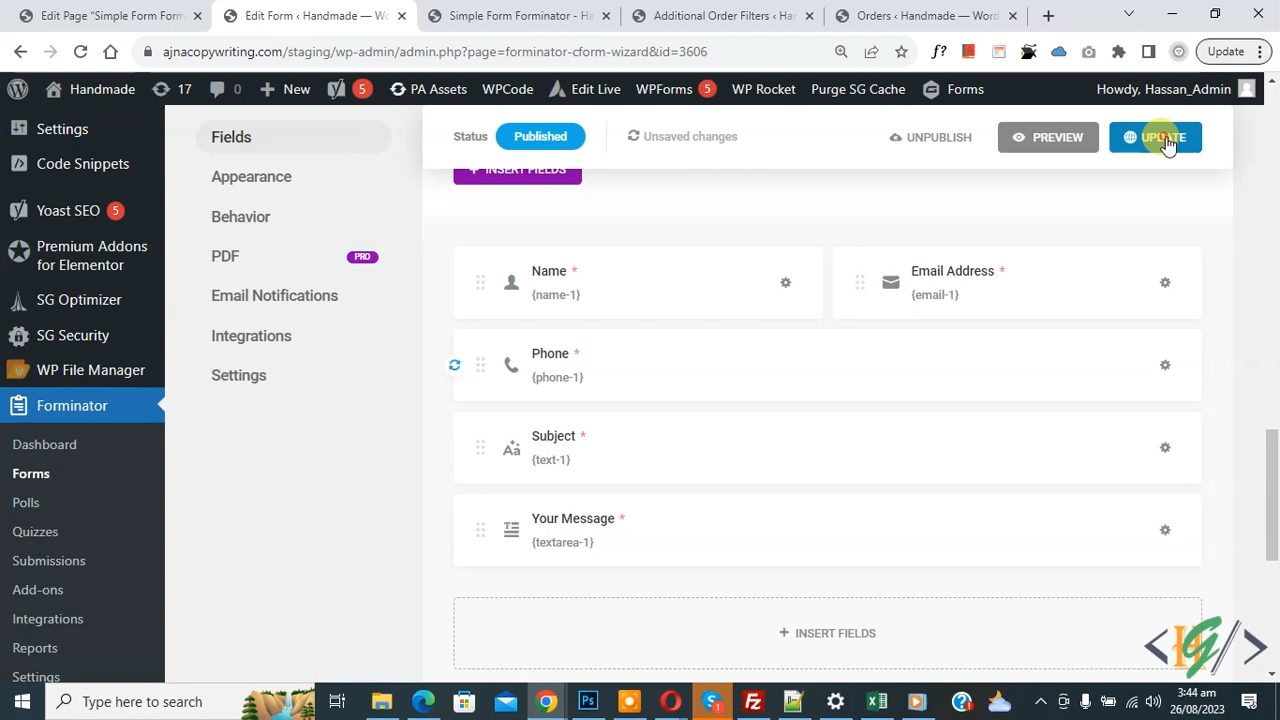 Edit Page “Simple Form Form
Edit Form ‹ Handmade — Wo
Simple Form Forminator - Ha
Additional Order Filters ‹ Han
Orders ‹ Handmade — Word
ajnacopywriting.com/staging/wp-admin/admin.php?page=forminator-cform-wizard&id=3606
f?
Update
Handmade
17
0
New
5
PA Assets
WPCode
Edit Live
WPForms
5
WP Rocket
Purge SG Cache
Forms
Howdy, Hassan_Admin
Settings
Code Snippets
Yoast SEO 5
Premium Addons
for Elementor
SG Optimizer
SG Security
WP File Manager
Forminator
Dashboard
Forms
Polls
Quizzes
Submissions
Add-ons
Integrations
Reports
Settings
Fields
Appearance
Behavior
PDF
PRO
Email Notifications
Integrations
Settings
Status
Published
Unsaved changes
UNPUBLISH
PREVIEW
UPDATE
+ INSERT FIELDS
Name *
{name-1}
Email Address *
{email-1}
Phone *
{phone-1}
Subject *
{text-1}
Your Message *
{textarea-1}
+ INSERT FIELDS
Type here to search
1
3:44 am
26/08/2023